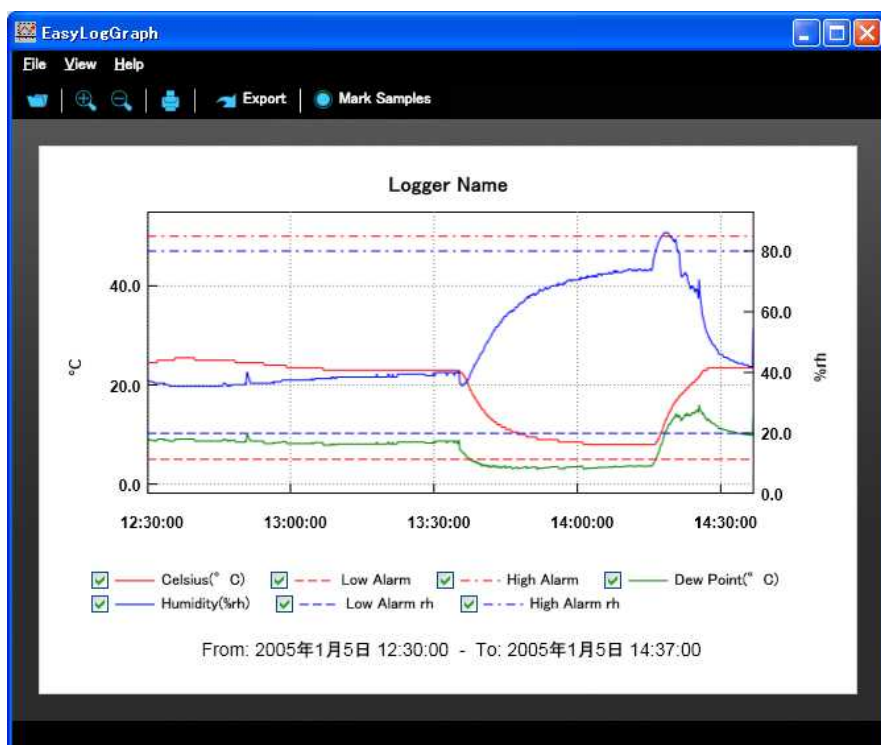 EasyLogGraph
File View Help
Export Mark Samples
Logger Name
°C
40.0
20.0
0.0
%rh
80.0
60.0
40.0
20.0
0.0
12:30:00 13:00:00 13:30:00 14:00:00 14:30:00
Celsius(° C) Low Alarm High Alarm Dew Point(° C)
Humidity(%rh) Low Alarm rh High Alarm rh
From: 2005年1月5日 12:30:00 - To: 2005年1月5日 14:37:00